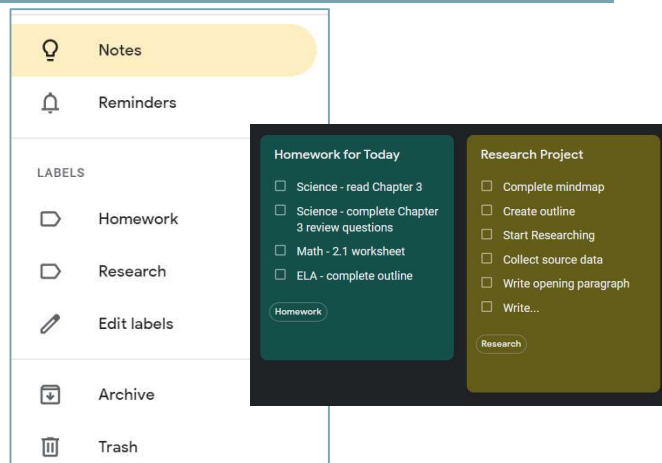 Notes
Reminders
LABELS
Homework
Research
Edit labels
Archive
Trash
Homework for Today
Science - read Chapter 3
Science - complete Chapter
3 review questions
Math - 2.1 worksheet
ELA - complete outline
Homework
Research Project
Complete mindmap
Create outline
Start Researching
Collect source data
Write opening paragraph
Write...
Research